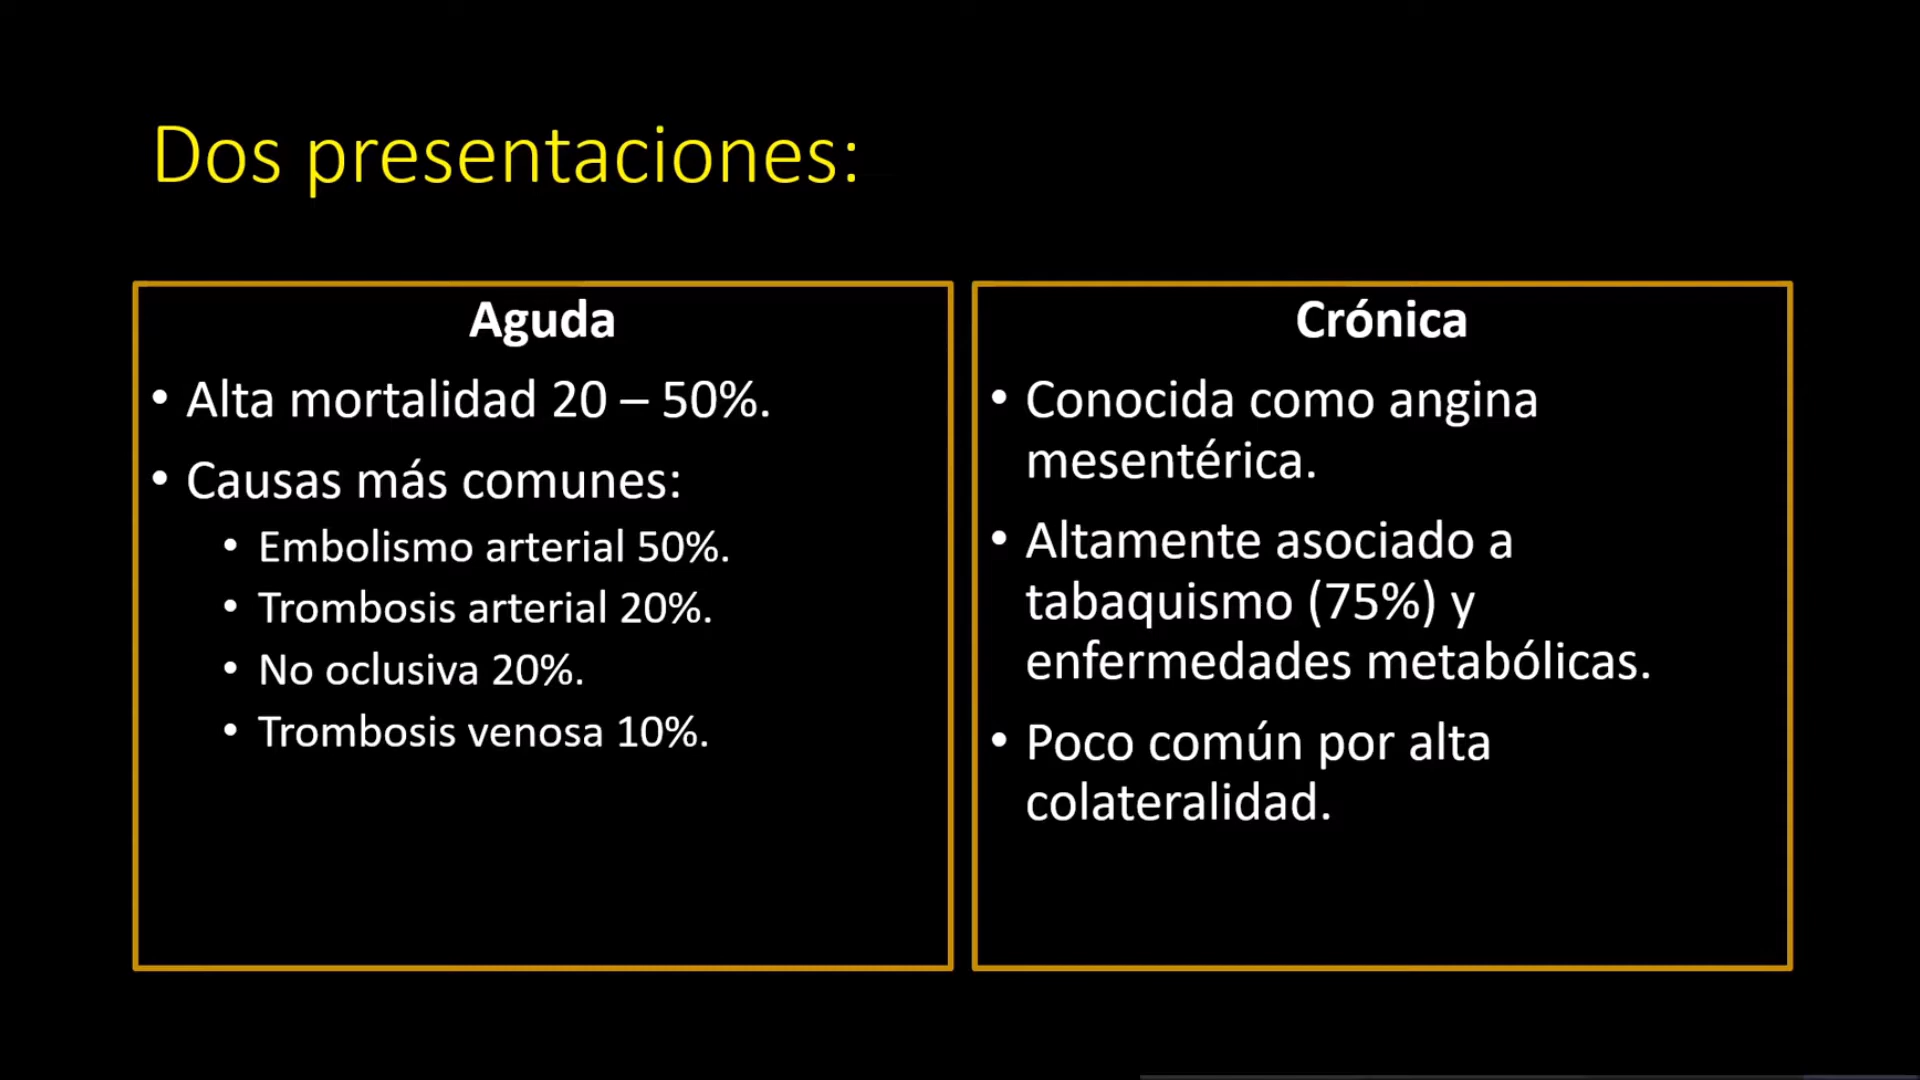 Dos presentaciones:
Aguda
• Alta mortalidad 20 – 50%.
• Causas más comunes:
• Embolismo arterial 50%.
• Trombosis arterial 20%.
• No oclusiva 20%.
• Trombosis venosa 10%.
Crónica
• Conocida como angina
mesentérica.
• Altamente asociado a
tabaquismo (75%) y
enfermedades metabólicas.
• Poco común por alta
colateralidad.